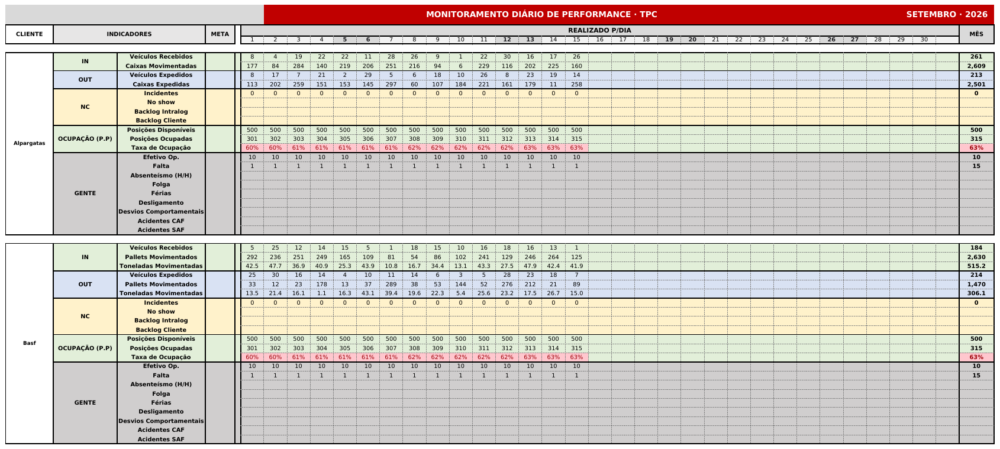 MONITORAMENTO DIÁRIO DE PERFORMANCE · TPC SETEMBRO · 2026
CLIENTE INDICADORES META REALIZADO P/DIA MÊS
1 2 3 4 5 6 7 8 9 10 11 12 13 14 15 16 17 18 19 20 21 22 23 24 25 26 27 28 29 30
Alpargatas
IN
Veículos Recebidos 8 4 19 22 22 11 28 26 9 1 22 30 16 17 26 261
Caixas Movimentadas 177 84 284 140 219 206 251 216 94 6 229 116 202 225 160 2,609
OUT
Veículos Expedidos 8 17 7 21 2 29 5 6 18 10 26 8 23 19 14 213
Caixas Expedidas 113 202 259 151 153 145 297 60 107 184 221 161 179 11 258 2,501
NC
Incidentes 0 0 0 0 0 0 0 0 0 0 0 0 0 0 0 0
No show
Backlog Intralog
Backlog Cliente
OCUPAÇÃO (P.P)
Posições Disponíveis 500 500 500 500 500 500 500 500 500 500 500 500 500 500 500 500
Posições Ocupadas 301 302 303 304 305 306 307 308 309 310 311 312 313 314 315 315
Taxa de Ocupação 60% 60% 61% 61% 61% 61% 61% 62% 62% 62% 62% 62% 63% 63% 63% 63%
GENTE
Efetivo Op. 10 10 10 10 10 10 10 10 10 10 10 10 10 10 10 10
Falta 1 1 1 1 1 1 1 1 1 1 1 1 1 1 1 15
Absenteísmo (H/H)
Folga
Férias
Desligamento
Desvios Comportamentais
Acidentes CAF
Acidentes SAF
Basf
IN
Veículos Recebidos 5 25 12 14 15 5 1 18 15 10 16 18 16 13 1 184
Pallets Movimentados 292 236 251 249 165 109 81 54 86 102 241 129 246 264 125 2,630
Toneladas Movimentadas 42.5 47.7 36.9 40.9 25.3 43.9 10.8 16.7 34.4 13.1 43.3 27.5 47.9 42.4 41.9 515.2
OUT
Veículos Expedidos 25 30 16 14 4 10 11 14 6 3 5 28 23 18 7 214
Pallets Movimentados 33 12 23 178 13 37 289 38 53 144 52 276 212 21 89 1,470
Toneladas Movimentadas 13.5 21.4 16.1 1.1 16.3 43.1 39.4 19.6 22.3 5.4 25.6 23.2 17.5 26.7 15.0 306.1
NC
Incidentes 0 0 0 0 0 0 0 0 0 0 0 0 0 0 0 0
No show
Backlog Intralog
Backlog Cliente
OCUPAÇÃO (P.P)
Posições Disponíveis 500 500 500 500 500 500 500 500 500 500 500 500 500 500 500 500
Posições Ocupadas 301 302 303 304 305 306 307 308 309 310 311 312 313 314 315 315
Taxa de Ocupação 60% 60% 61% 61% 61% 61% 61% 62% 62% 62% 62% 62% 63% 63% 63% 63%
GENTE
Efetivo Op. 10 10 10 10 10 10 10 10 10 10 10 10 10 10 10 10
Falta 1 1 1 1 1 1 1 1 1 1 1 1 1 1 1 15
Absenteísmo (H/H)
Folga
Férias
Desligamento
Desvios Comportamentais
Acidentes CAF
Acidentes SAF